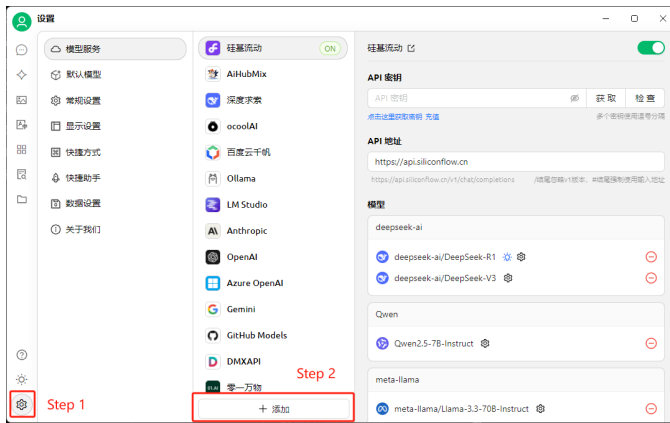 设置
模型服务
默认模型
常规设置
显示设置
快捷方式
快捷助手
数据设置
关于我们
Step 1
硅基流动 ON
AiHubMix
深度求索
ocoolAI
百度云千帆
Ollama
LM Studio
Anthropic
OpenAI
Azure OpenAI
Gemini
GitHub Models
DMXAPI
零一万物
Step 2
添加
硅基流动
API 密钥
API 密钥 获取 检查
点击这里获取密钥 充值 多个密钥使用逗号分隔
API 地址
https://api.siliconflow.cn
https://api.siliconflow.cn/v1/chat/completions /结尾忽略v1版本，#结尾强制使用输入地址
模型
deepseek-ai
deepseek-ai/DeepSeek-R1
deepseek-ai/DeepSeek-V3
Qwen
Qwen2.5-7B-Instruct
meta-llama
meta-llama/Llama-3.3-70B-Instruct